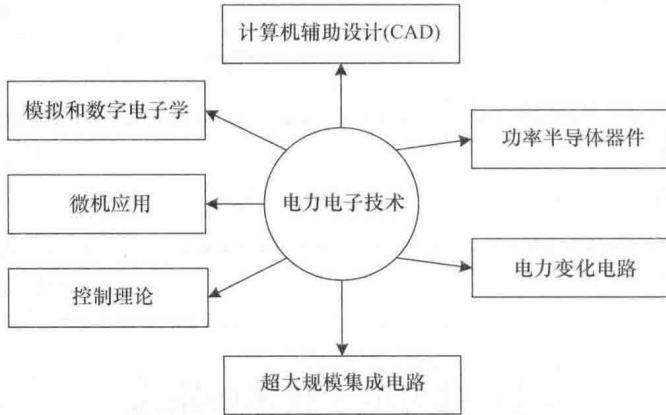 计算机辅助设计(CAD)
模拟和数字电子学
功率半导体器件
微机应用
电力电子技术
控制理论
电力变化电路
超大规模集成电路